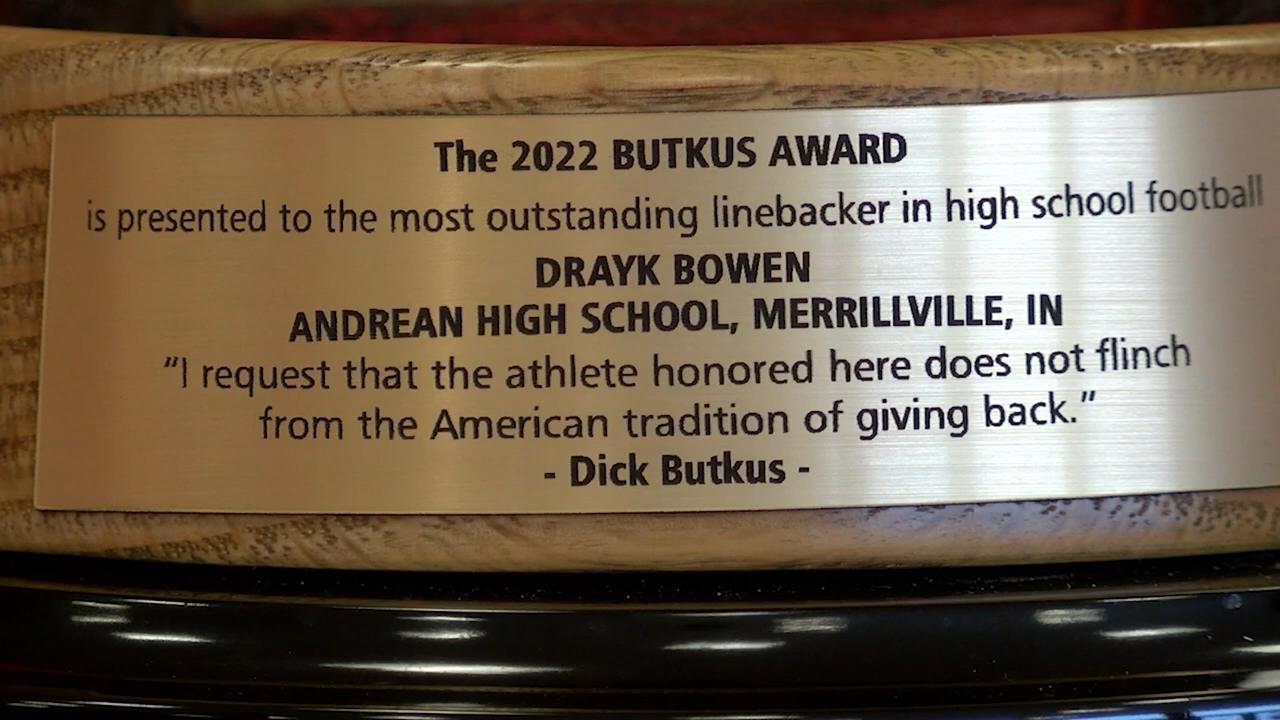 The 2022 BUTKUS AWARD
is presented to the most outstanding linebacker in high school football
DRAYK BOWEN
ANDREAN HIGH SCHOOL, MERRILLVILLE, IN
“I request that the athlete honored here does not flinch
from the American tradition of giving back.”
- Dick Butkus -